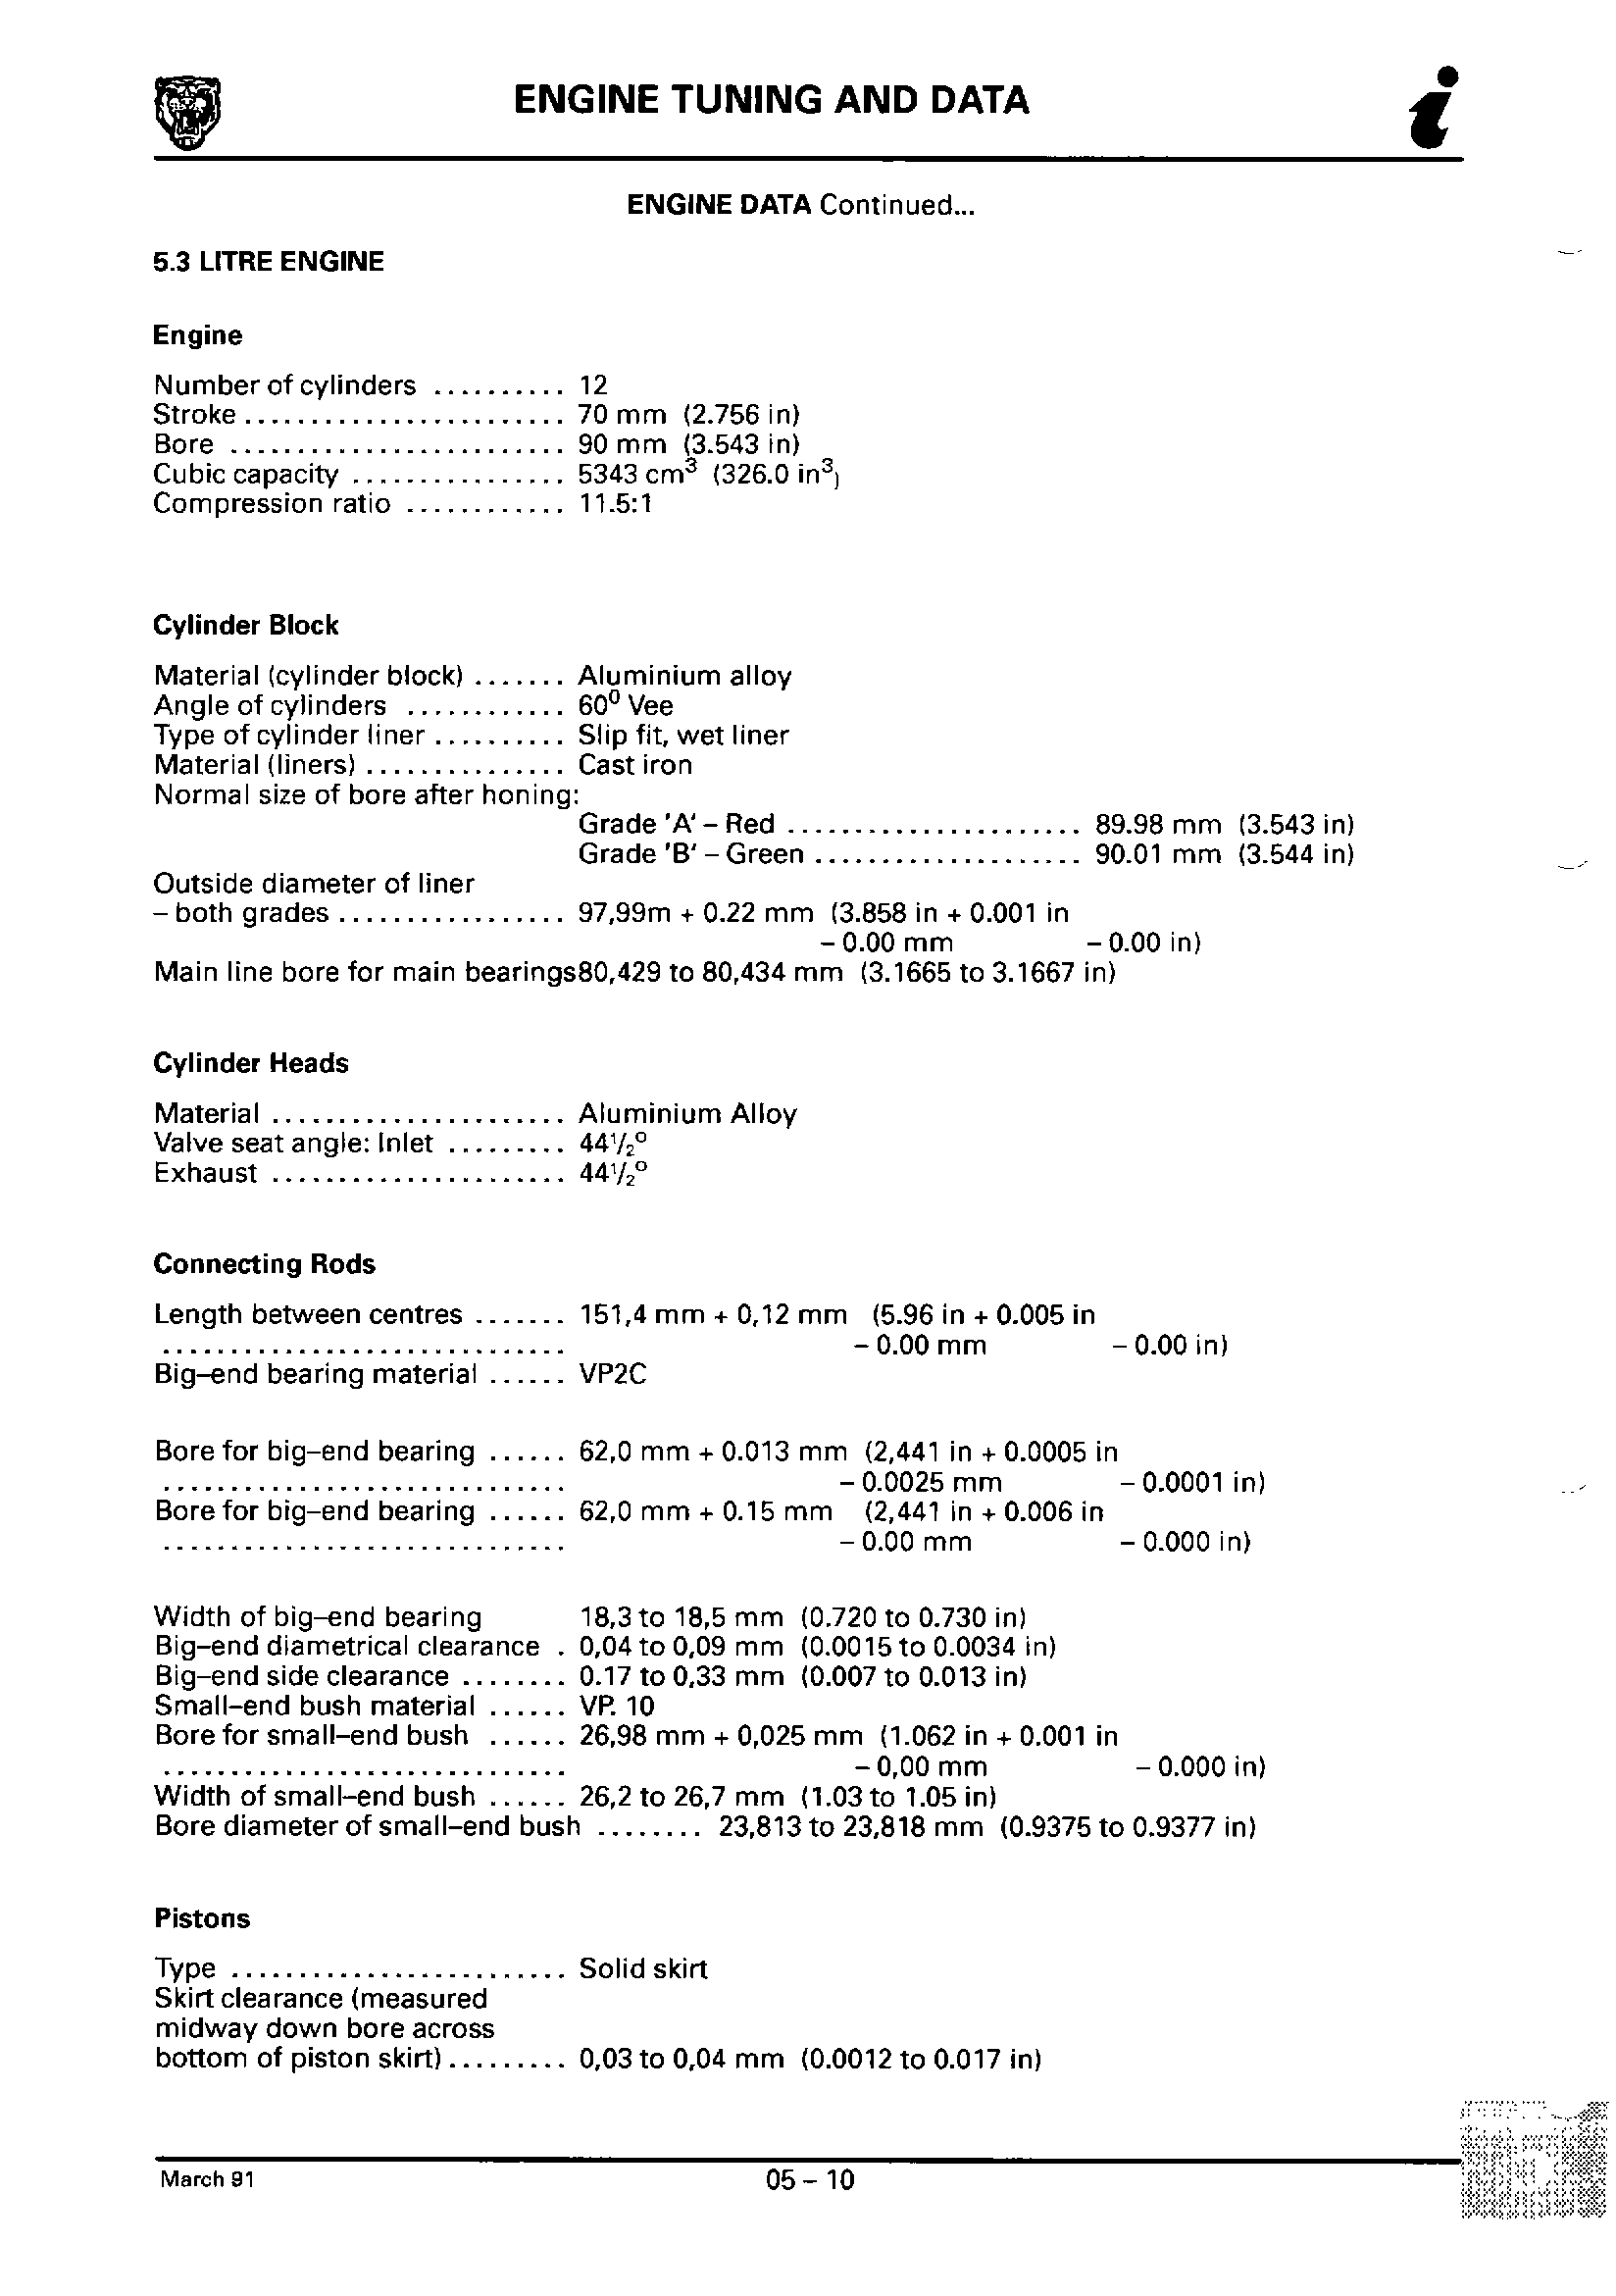 ENGINE TUNING AND DATA
ENGINE DATA Continued...
5.3 LITRE ENGINE
Engine
Number of cylinders .......... 12
Stroke ........................ 70 mm (2.756 in)
Bore ......................... 90 mm (3.543 in)
Cubic capacity ................ 5343 cm³ (326.0 in³)
Compression ratio ............ 11.5:1
Cylinder Block
Material (cylinder block) ....... Aluminium alloy
Angle of cylinders ............ 60⁰ Vee
Type of cylinder liner .......... Slip fit, wet liner
Material (liners) ............... Cast iron
Normal size of bore after honing:
Grade 'A' – Red ...................... 89.98 mm (3.543 in)
Grade 'B' – Green .................... 90.01 mm (3.544 in)
Outside diameter of liner
– both grades ................. 97,99m + 0.22 mm (3.858 in + 0.001 in
– 0.00 mm – 0.00 in)
Main line bore for main bearings80,429 to 80,434 mm (3.1665 to 3.1667 in)
Cylinder Heads
Material ...................... Aluminium Alloy
Valve seat angle: Inlet ......... 44½°
Exhaust ...................... 44½°
Connecting Rods
Length between centres ....... 151,4 mm + 0,12 mm (5.96 in + 0.005 in
.............................. – 0.00 mm – 0.00 in)
Big–end bearing material ...... VP2C
Bore for big–end bearing ...... 62,0 mm + 0.013 mm (2,441 in + 0.0005 in
.............................. – 0.0025 mm – 0.0001 in)
Bore for big–end bearing ...... 62,0 mm + 0.15 mm (2,441 in + 0.006 in
.............................. – 0.00 mm – 0.000 in)
Width of big–end bearing 18,3 to 18,5 mm (0.720 to 0.730 in)
Big–end diametrical clearance . 0,04 to 0,09 mm (0.0015 to 0.0034 in)
Big–end side clearance ........ 0.17 to 0,33 mm (0.007 to 0.013 in)
Small–end bush material ...... VP. 10
Bore for small–end bush ...... 26,98 mm + 0,025 mm (1.062 in + 0.001 in
.............................. – 0,00 mm – 0.000 in)
Width of small–end bush ...... 26,2 to 26,7 mm (1.03 to 1.05 in)
Bore diameter of small–end bush ........ 23,813 to 23,818 mm (0.9375 to 0.9377 in)
Pistons
Type ......................... Solid skirt
Skirt clearance (measured
midway down bore across
bottom of piston skirt) ......... 0,03 to 0,04 mm (0.0012 to 0.017 in)
March 91 05 – 10